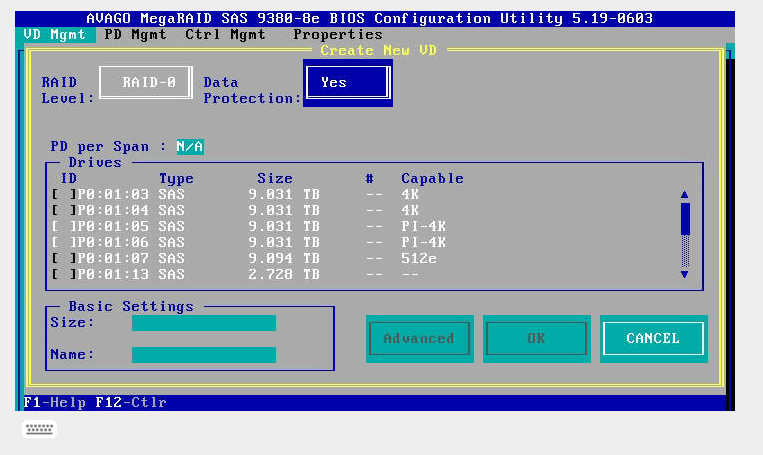 AVAGO MegaRAID SAS 9380-8e BIOS Configuration Utility 5.19-0603
VD Mgmt PD Mgmt Ctrl Mgmt Properties
Create New VD
RAID Level: RAID-0 Data Protection: Yes
PD per Span : N/A
Drives
ID Type Size # Capable
[ ]P0:01:03 SAS 9.031 TB -- 4K
[ ]P0:01:04 SAS 9.031 TB -- 4K
[ ]P0:01:05 SAS 9.031 TB -- PI-4K
[ ]P0:01:06 SAS 9.031 TB -- PI-4K
[ ]P0:01:07 SAS 9.094 TB -- 512e
[ ]P0:01:13 SAS 2.728 TB -- --
Basic Settings
Size:
Name:
Advanced OK CANCEL
F1-Help F12-Ctlr